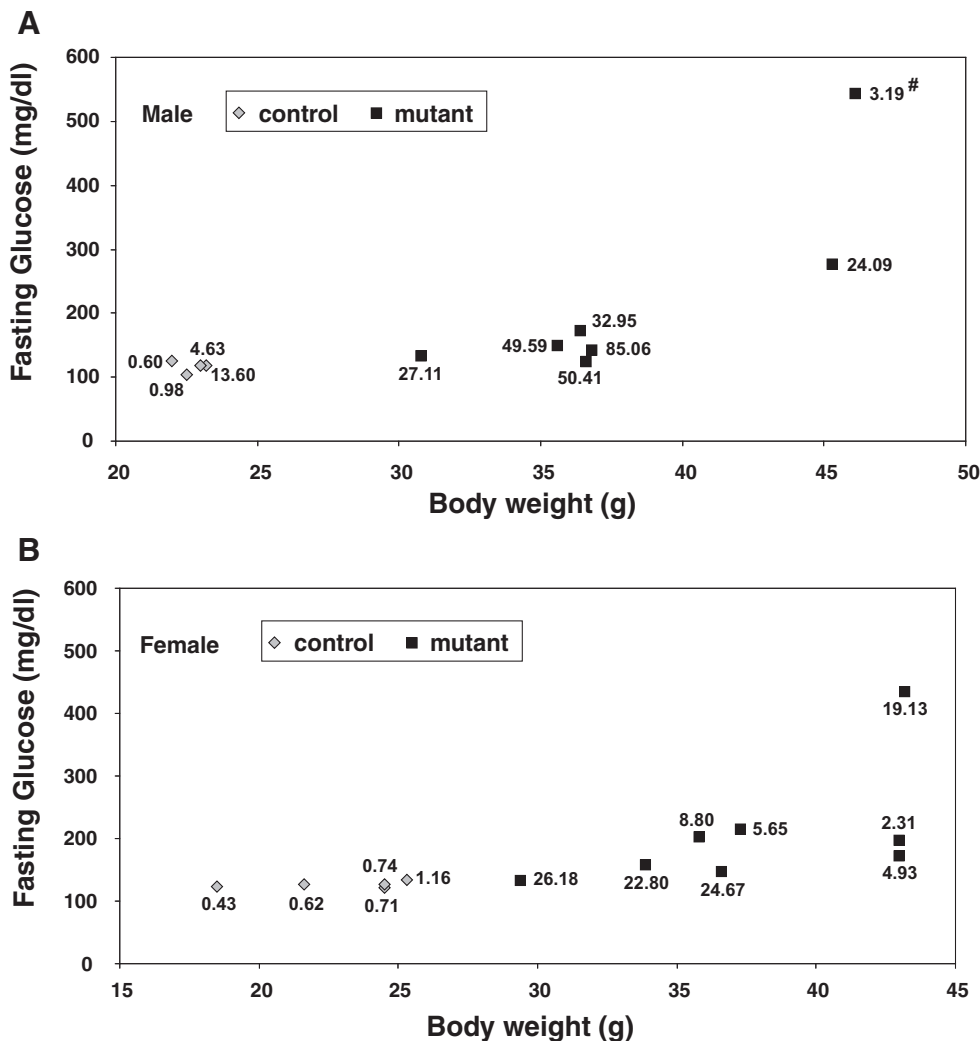 A
600
500
400
300
200
100
0
Fasting Glucose (mg/dl)
Male
control
mutant
3.19 #
24.09
32.95
49.59
85.06
50.41
27.11
4.63
0.60
13.60
0.98
20 25 30 35 40 45 50
Body weight (g)
B
600
500
400
300
200
100
0
Fasting Glucose (mg/dl)
Female
control
mutant
19.13
8.80
5.65
2.31
4.93
0.74
1.16
26.18
22.80
24.67
0.43
0.62
0.71
15 20 25 30 35 40 45
Body weight (g)